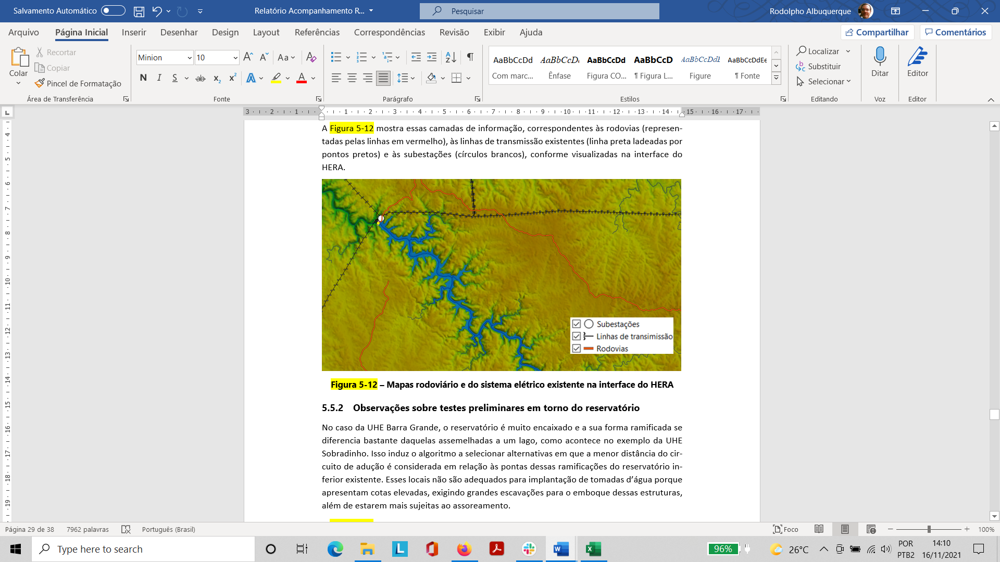 Salvamento Automático
Relatório Acompanhamento R...
Pesquisar
Rodolpho Albuquerque
Arquivo Página Inicial Inserir Desenhar Design Layout Referências Correspondências Revisão Exibir Ajuda
Compartilhar
Comentários
Colar
Recortar
Copiar
Pincel de Formatação
Área de Transferência
Minion
10
Fonte
Parágrafo
AaBbCcDd
Com marc...
AaBbCcDc
Ênfase
AaBbCcDd
Figura CO...
AaBbCcD
¶ Figura L...
AaBbCcDdI
Figure
AaBbCcDdEe
¶ Fonte
Estilos
Localizar
Substituir
Selecionar
Editando
Ditar
Voz
Editor
Editor
3 2 1 1 2 3 4 5 6 7 8 9 10 11 12 13 14 15 16 17
4 5 6 7 8 9 10 11 12 13 14 15 16 17 18 19
A Figura 5-12 mostra essas camadas de informação, correspondentes às rodovias (represen-
tadas pelas linhas em vermelho), às linhas de transmissão existentes (linha preta ladeadas por
pontos pretos) e às subestações (círculos brancos), conforme visualizadas na interface do
HERA.
Subestações
Linhas de transimissão
Rodovias
Figura 5-12 – Mapas rodoviário e do sistema elétrico existente na interface do HERA
5.5.2 Observações sobre testes preliminares em torno do reservatório
No caso da UHE Barra Grande, o reservatório é muito encaixado e a sua forma ramificada se
diferencia bastante daquelas assemelhadas a um lago, como acontece no exemplo da UHE
Sobradinho. Isso induz o algoritmo a selecionar alternativas em que a menor distância do cir-
cuito de adução é considerada em relação às pontas dessas ramificações do reservatório in-
ferior existente. Esses locais não são adequados para implantação de tomadas d’água porque
apresentam cotas elevadas, exigindo grandes escavações para o emboque dessas estruturas,
além de estarem mais sujeitas ao assoreamento.
Página 29 de 38
7962 palavras
Português (Brasil)
Foco
100%
Type here to search
96%
26°C
POR
PTB2
14:10
16/11/2021